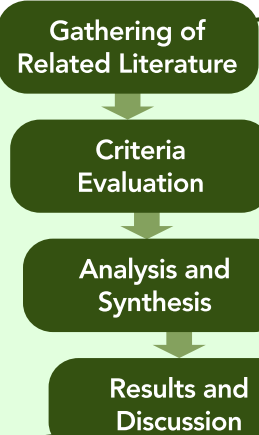 Gathering of
Related Literature
Criteria
Evaluation
Analysis and
Synthesis
Results and
Discussion